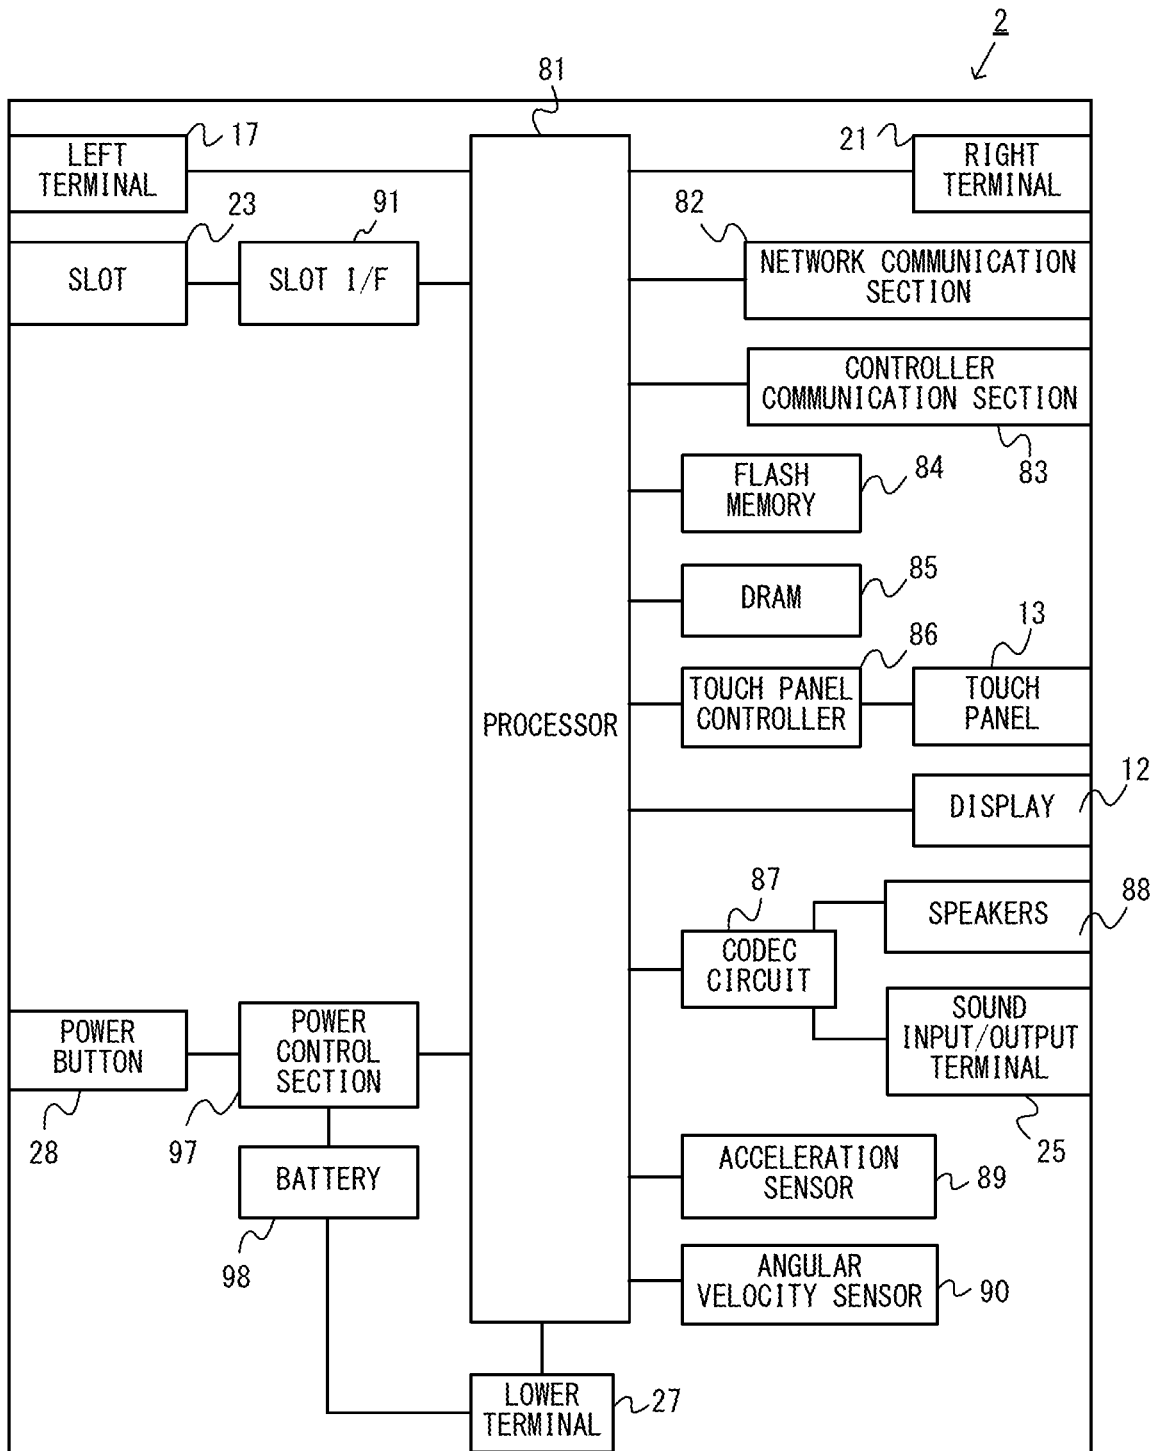 2
81
LEFT
TERMINAL
17
21
RIGHT
TERMINAL
SLOT
23
SLOT I/F
91
82
NETWORK COMMUNICATION
SECTION
CONTROLLER
COMMUNICATION SECTION
83
FLASH
MEMORY
84
DRAM
85
PROCESSOR
TOUCH PANEL
CONTROLLER
86
TOUCH
PANEL
13
DISPLAY
12
87
CODEC
CIRCUIT
SPEAKERS
88
SOUND
INPUT/OUTPUT
TERMINAL
25
POWER
BUTTON
28
POWER
CONTROL
SECTION
97
BATTERY
98
ACCELERATION
SENSOR
89
ANGULAR
VELOCITY SENSOR
90
LOWER
TERMINAL
27